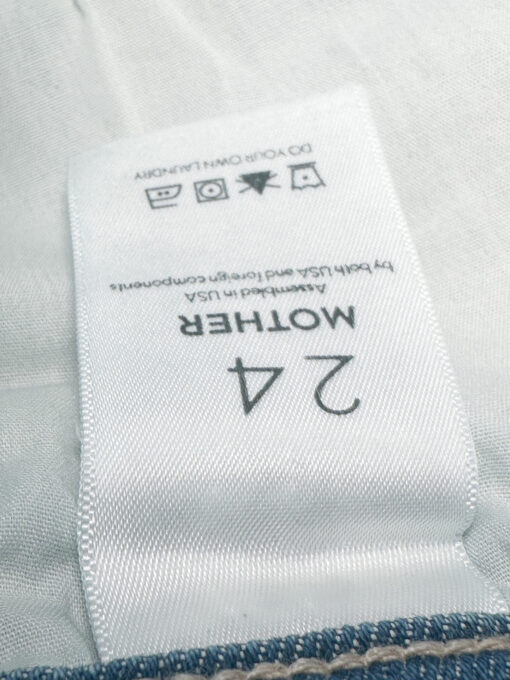 24
MOTHER
Assembled in USA
by both USA and foreign components
DO YOUR OWN LAUNDRY